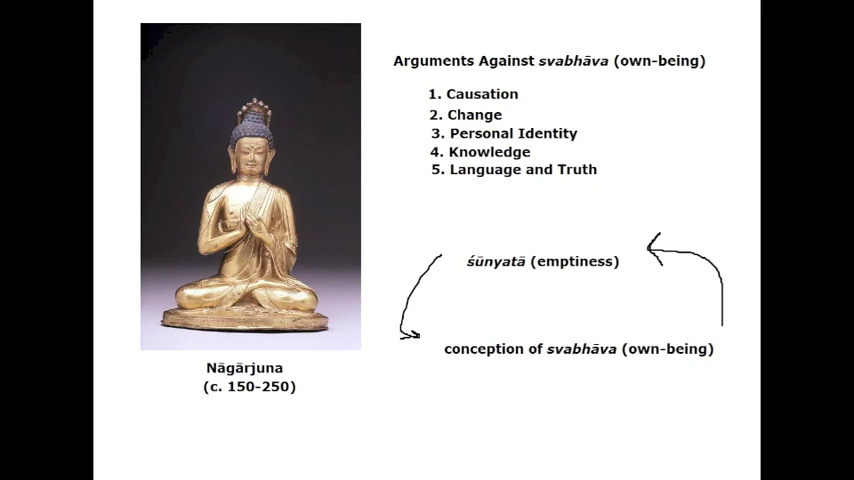 Arguments Against svabhāva (own-being)
1. Causation
2. Change
3. Personal Identity
4. Knowledge
5. Language and Truth
śūnyatā (emptiness)
conception of svabhāva (own-being)
Nāgārjuna
(c. 150-250)